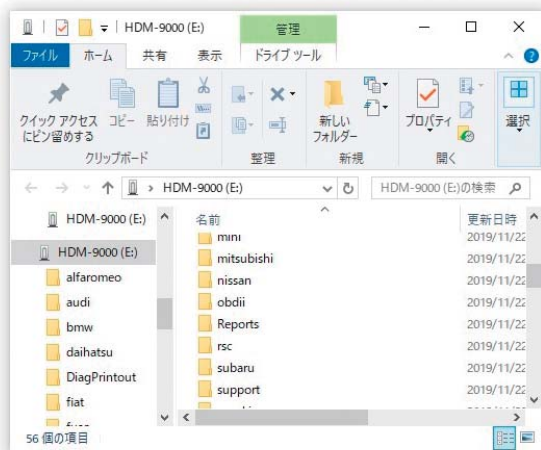 HDM-9000 (E:)
管理
ファイル ホーム 共有 表示 ドライブ ツール
クイック アクセス
にピン留めする
コピー 貼り付け
新しい
フォルダー
プロパティ
選択
クリップボード 整理 新規 開く
HDM-9000 (E:)
HDM-9000 (E:)の検索
HDM-9000 (E:)
HDM-9000 (E:)
alfaromeo
audi
bmw
daihatsu
DiagPrintout
fiat
名前 更新日時
mini 2019/11/22
mitsubishi 2019/11/22
nissan 2019/11/22
obdii 2019/11/22
Reports 2019/11/22
rsc 2019/11/22
subaru 2019/11/22
support 2019/11/22
56 個の項目